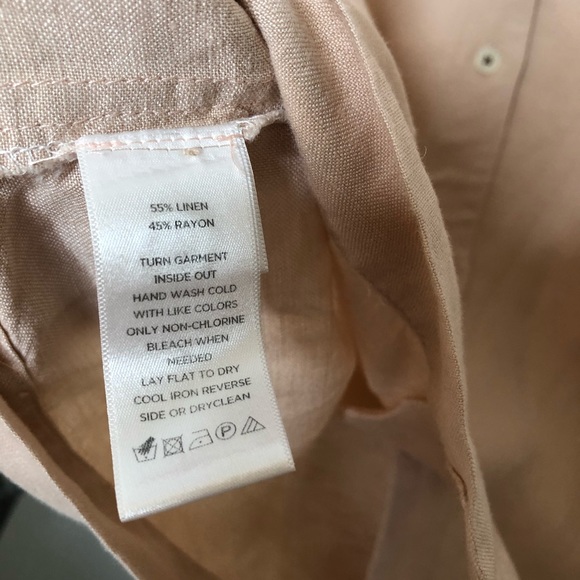 55% LINEN
45% RAYON
TURN GARMENT
INSIDE OUT
HAND WASH COLD
WITH LIKE COLORS
ONLY NON-CHLORINE
BLEACH WHEN
NEEDED
LAY FLAT TO DRY
COOL IRON REVERSE
SIDE OR DRYCLEAN
P